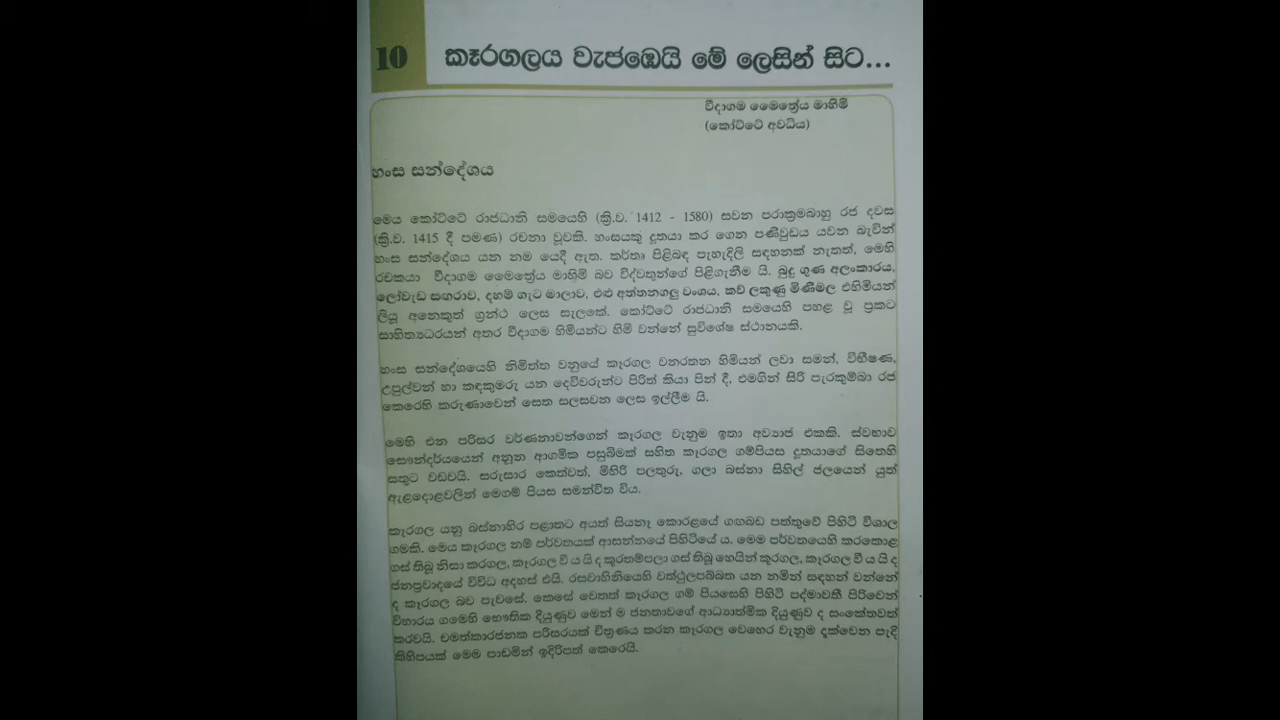 10
කෑරගලය වැජඹෙයි මේ ලෙසින් සිට...
වීදාගම මෛත්‍රේය මාහිමි
(කෝට්ටේ අවධිය)
හංස සන්දේශය
මෙය කෝට්ටේ රාජධානි සමයෙහි (ක්‍රි.ව. 1412 - 1580) සවන පරාක්‍රමබාහු රජ දවස
(ක්‍රි.ව. 1415 දී පමණ) රචනා වූවකි. හංසයකු දූතයා කර ගෙන පණිවුඩය යවන බැවින්
හංස සන්දේශය යන නම යෙදී ඇත. කර්තෘ පිළිබඳ පැහැදිලි සඳහනක් නැතත්, මෙහි
රචකයා වීදාගම මෛත්‍රේය මාහිමි බව විද්වතුන්ගේ පිළිගැනීම යි. බුදු ගුණ අලංකාරය,
ලෝවැඩ සඟරාව, දහම් ගැට මාලාව, එළු අත්තනගලු වංශය, කව් ලකුණු මිණිමල එහිමියන්
ලියූ අනෙකුත් ග්‍රන්ථ ලෙස සැලකේ. කෝට්ටේ රාජධානි සමයෙහි පහළ වූ ප්‍රකට
සාහිත්‍යධරයන් අතර වීදාගම හිමියන්ට හිමි වන්නේ සුවිශේෂ ස්ථානයකි.
හංස සන්දේශයෙහි නිමිත්ත වනුයේ කෑරගල වනරතන හිමියන් ලවා සමන්, විභීෂණ,
උපුල්වන් හා කඳකුමරු යන දෙවිවරුන්ට පිරිත් කියා පින් දී, එමගින් සිරි පැරකුම්බා රජ
කෙරෙහි කරුණාවෙන් සෙත සලසවන ලෙස ඉල්ලීම යි.
මෙහි එන පරිසර වර්ණනාවන්ගෙන් කෑරගල වැනුම ඉතා අව්‍යාජ එකකි. ස්වභාව
සෞන්දර්යයෙන් අනූන ආගමික පසුබිමක් සහිත කෑරගල ගම්පියස දූතයාගේ සිතෙහි
සතුට වඩවයි. සරුසාර කෙත්වත්, මිහිරි පලතුරු, ගලා බස්නා සිහිල් ජලයෙන් යුත්
ඇළදොළවලින් මෙගම් පියස සමන්විත විය.
කෑරගල යනු බස්නාහිර පළාතට අයත් සියනෑ කොරළයේ ගඟබඩ පත්තුවේ පිහිටි විශාල
ගමකි. මෙය කෑරගල නම් පර්වතයක් ආසන්නයේ පිහිටියේ ය. මෙම පර්වතයෙහි කරකොළ
ගස් තිබූ නිසා කරගල, කෑරගල වි ය යි ද කූරතම්පලා ගස් තිබූ හෙයින් කූරගල, කෑරගල වී ය යි ද
ජනප්‍රවාදයේ විවිධ අදහස් එයි. රසවාහිනියෙහි වත්ථුලපබ්බත යන නමින් සඳහන් වන්නේ
ද කෑරගල බව පැවසේ. කෙසේ වෙතත් කෑරගල ගම් පියසෙහි පිහිටි පද්මාවතී පිරිවෙන්
විහාරය ගමෙහි භෞතික දියුණුව මෙන් ම ජනතාවගේ ආධ්‍යාත්මික දියුණුව ද සංකේතවත්
කරවයි. චමත්කාරජනක පරිසරයක් චිත්‍රණය කරන කෑරගල වෙහෙර වැනුම දැක්වෙන පැදි
කිහිපයක් මෙම පාඩමින් ඉදිරිපත් කෙරෙයි.